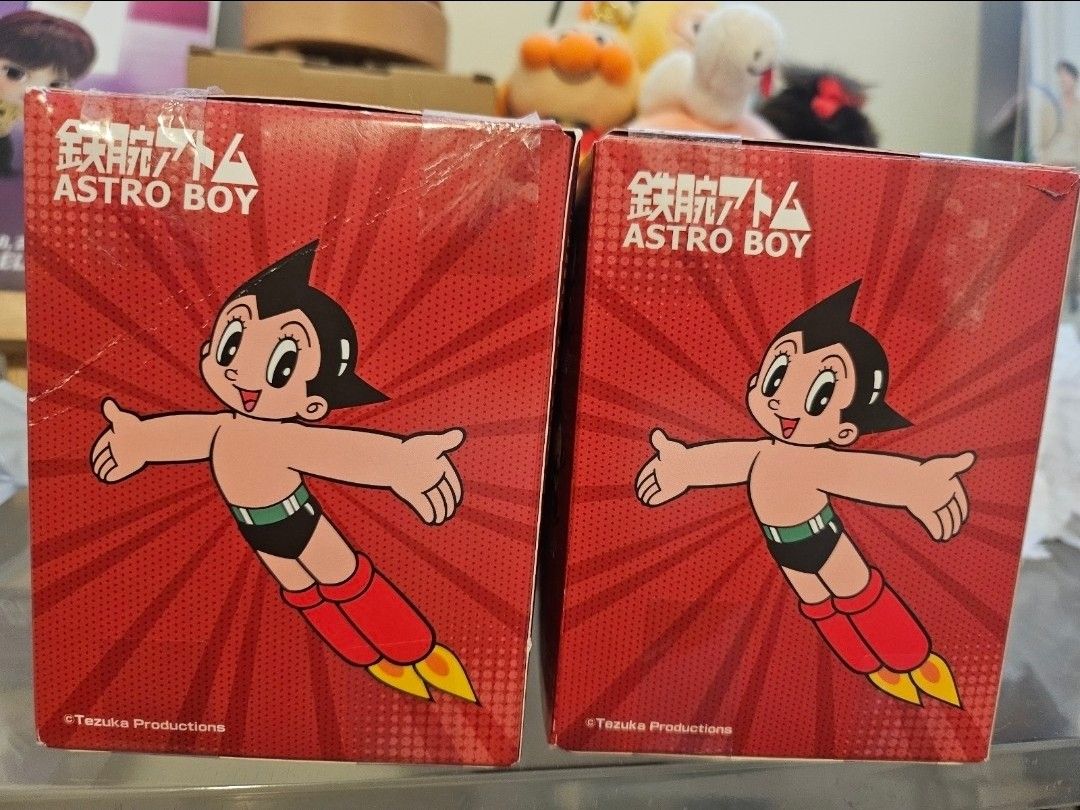 鉄腕アトム
ASTRO BOY
©Tezuka Productions
鉄腕アトム
ASTRO BOY
©Tezuka Productions